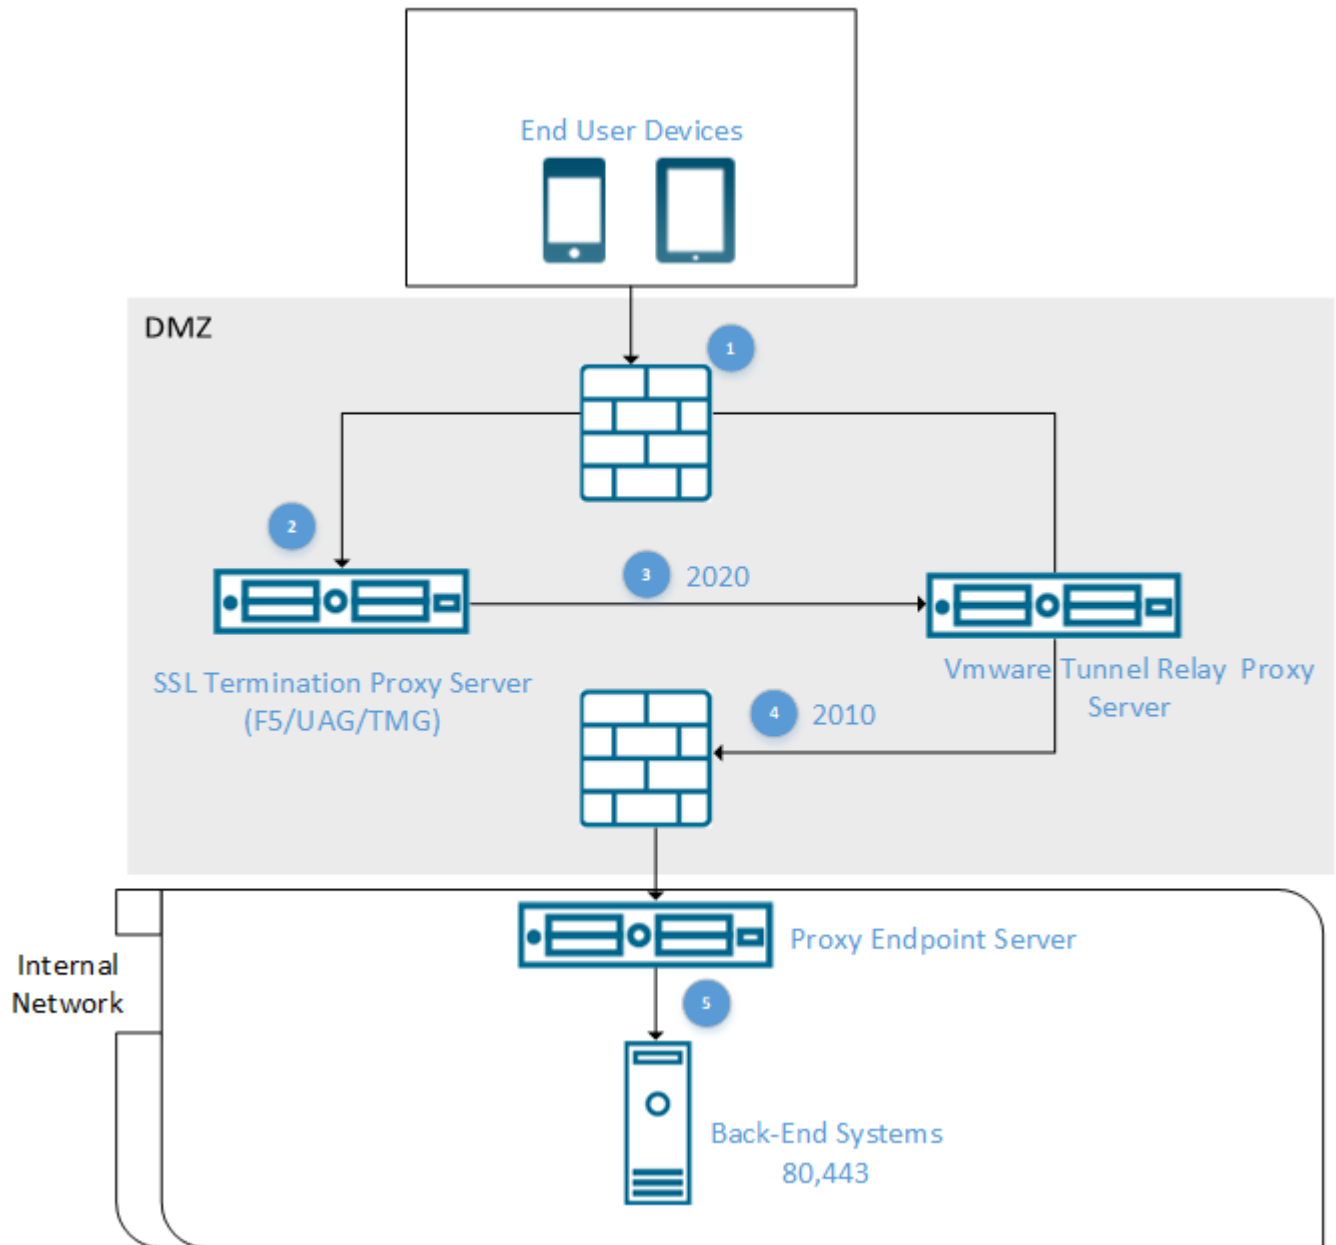 End User Devices
DMZ
1
2
3
2020
SSL Termination Proxy Server
(F5/UAG/TMG)
Vmware Tunnel Relay Proxy
Server
4
2010
Internal
Network
Proxy Endpoint Server
5
Back-End Systems
80,443